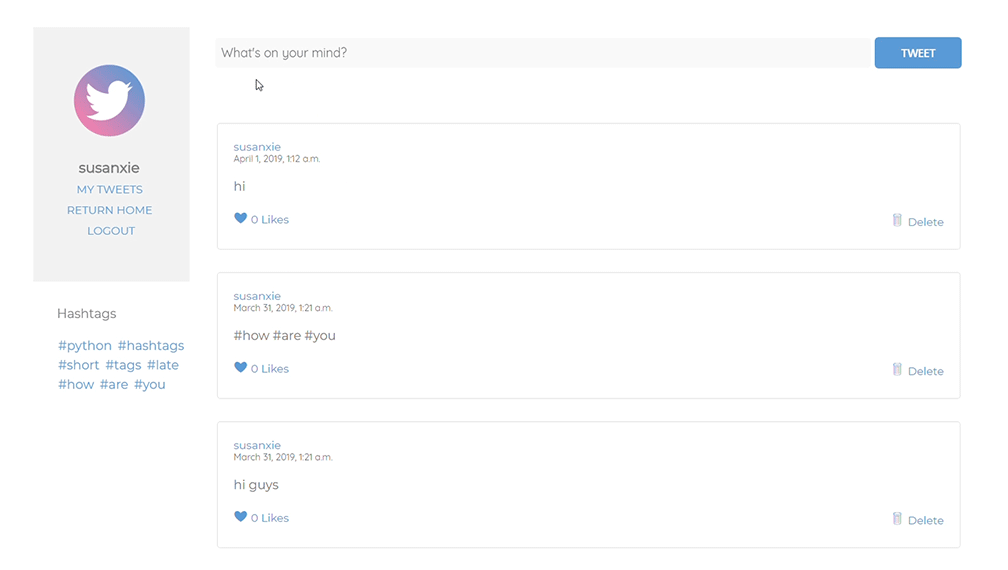 What's on your mind?
TWEET
susanxie
MY TWEETS
RETURN HOME
LOGOUT
Hashtags
#python #hashtags
#short #tags #late
#how #are #you
susanxie
April 1, 2019, 1:12 a.m.
hi
0 Likes
Delete
susanxie
March 31, 2019, 1:21 a.m.
#how #are #you
0 Likes
Delete
susanxie
March 31, 2019, 1:21 a.m.
hi guys
0 Likes
Delete